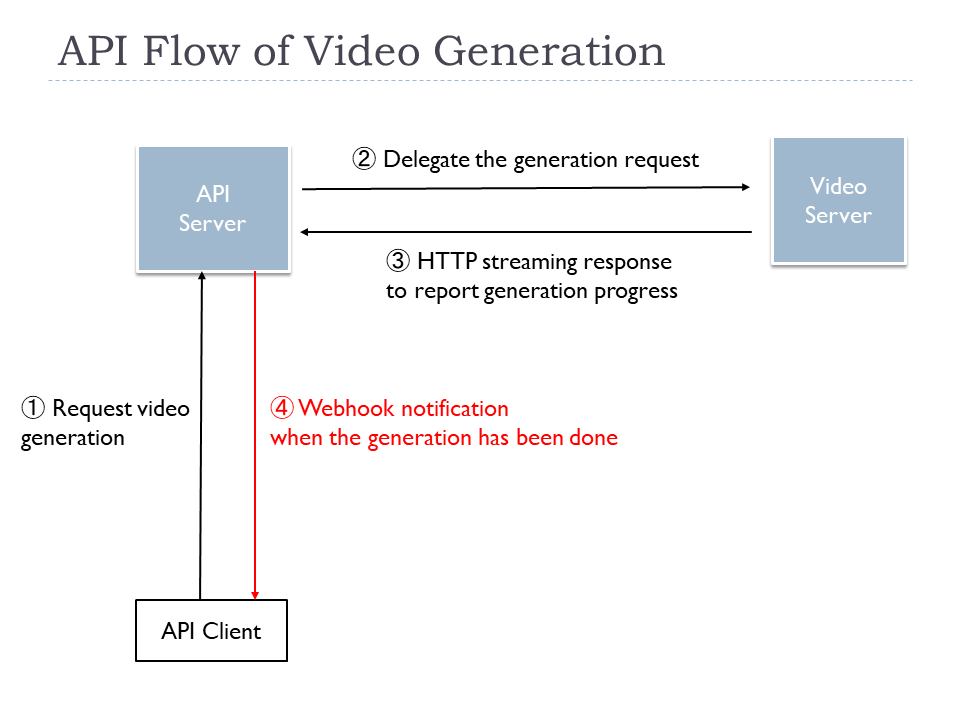 API Flow of Video Generation
API
Server
② Delegate the generation request
Video
Server
③ HTTP streaming response
to report generation progress
① Request video
generation
④ Webhook notification
when the generation has been done
API Client